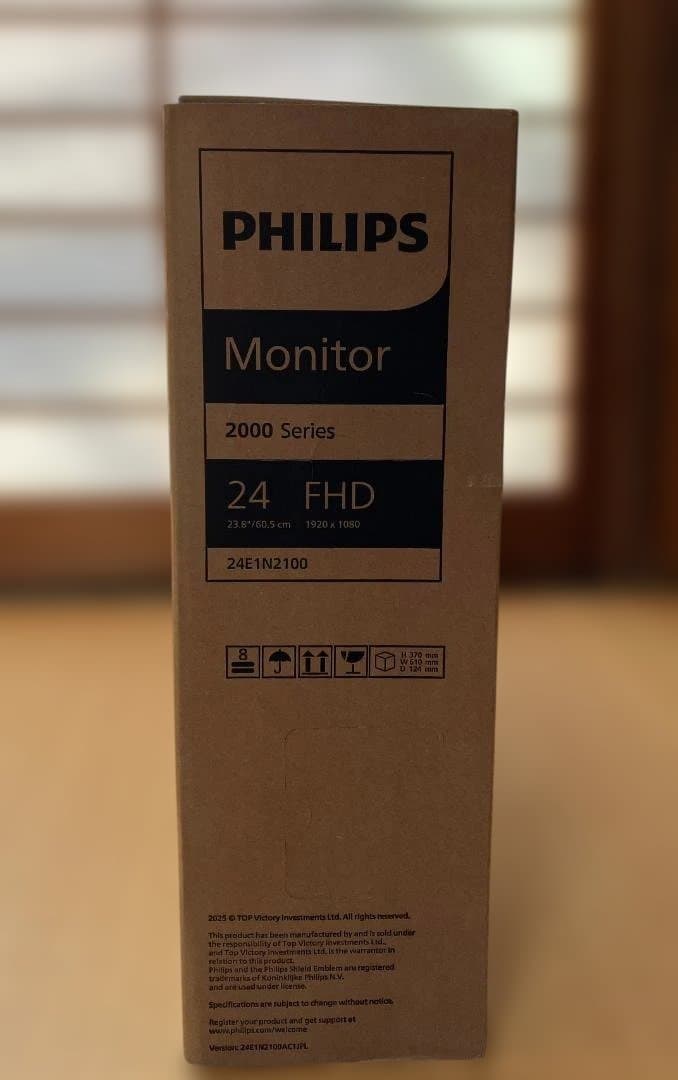 PHILIPS
Monitor
2000 Series
24 FHD
23.8"/60.5 cm 1920 x 1080
24E1N2100
8
H 370 mm
W 610 mm
D 124 mm
2025 © TOP Victory Investments Ltd. All rights reserved.
This product has been manufactured by and is sold under
the responsibility of Top Victory Investments Ltd.,
and Top Victory Investments Ltd. is the warrantor in
relation to this product.
Philips and the Philips Shield Emblem are registered
trademarks of Koninklijke Philips N.V.
and are used under license.
Specifications are subject to change without notice.
Register your product and get support at
www.philips.com/welcome
Version: 24E1N2100AC1JPL